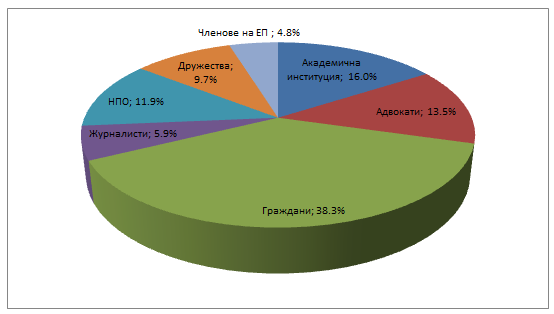 Членове на ЕП ; 4.8%
Академична
институция; 16.0%
Адвокати; 13.5%
Граждани; 38.3%
Журналисти; 5.9%
НПО; 11.9%
Дружества;
9.7%